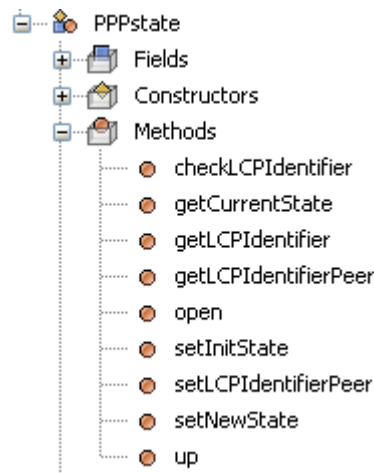 PPPstate
Fields
Constructors
Methods
checkLCPIdentifier
getCurrentState
getLCPIdentifier
getLCPIdentifierPeer
open
setInitState
setLCPIdentifierPeer
setNewState
up